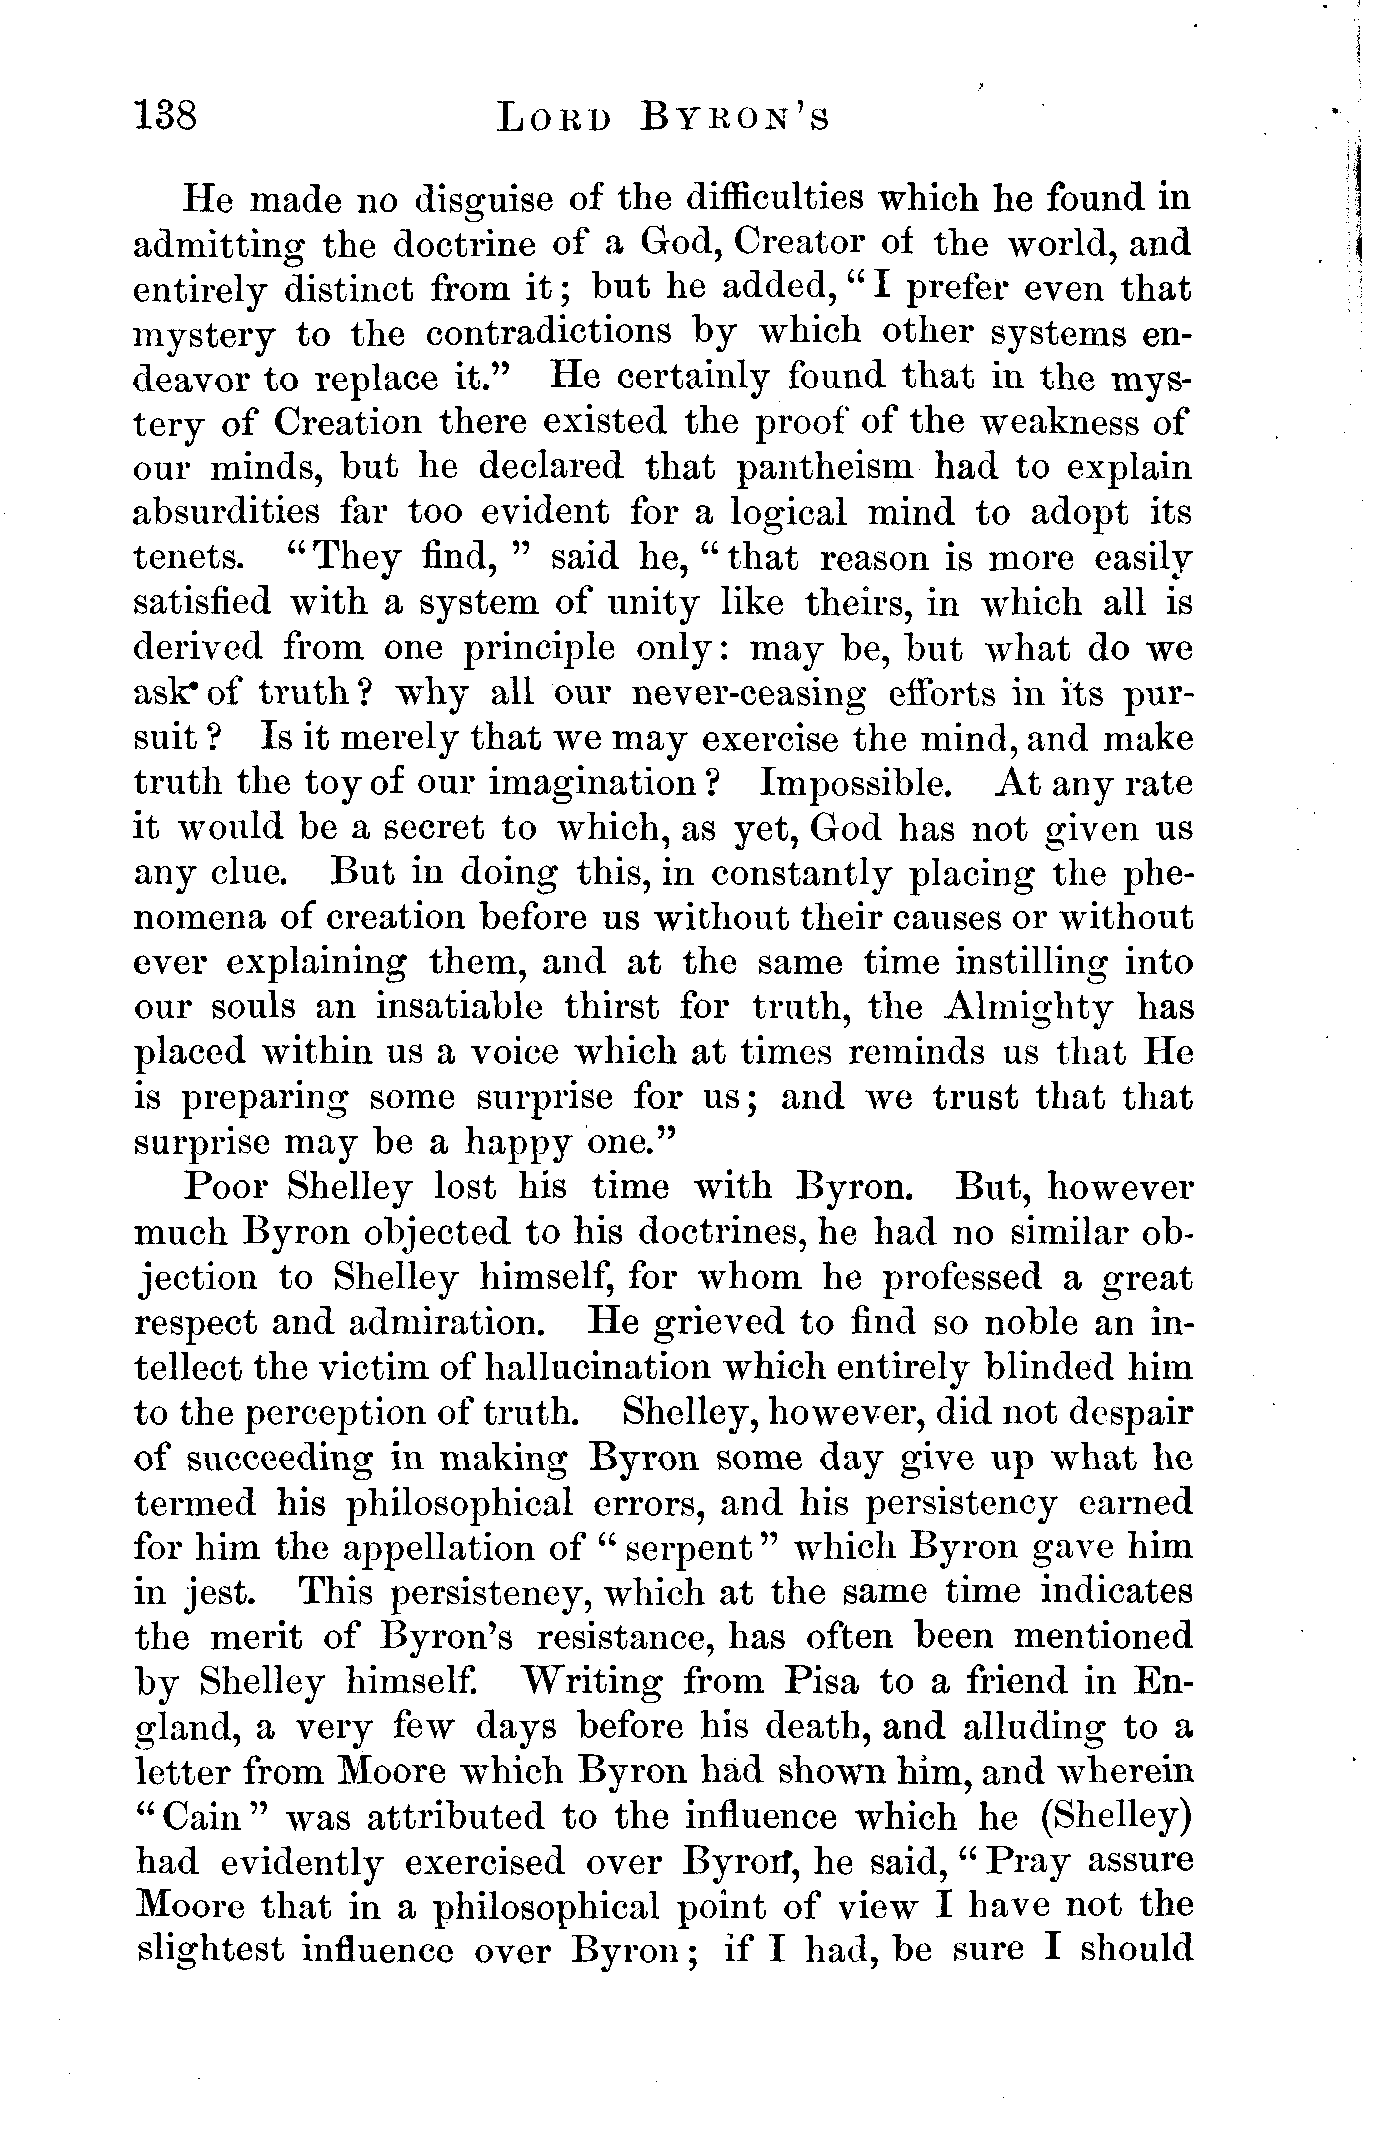 138 LORD BYRON'S
He made no disguise of the difficulties which he found in
admitting the doctrine of a God, Creator of the world, and
entirely distinct from it; but he added, “I prefer even that
mystery to the contradictions by which other systems en-
deavor to replace it.” He certainly found that in the mys-
tery of Creation there existed the proof of the weakness of
our minds, but he declared that pantheism had to explain
absurdities far too evident for a logical mind to adopt its
tenets. “They find, ” said he, “that reason is more easily
satisfied with a system of unity like theirs, in which all is
derived from one principle only: may be, but what do we
ask of truth? why all our never-ceasing efforts in its pur-
suit? Is it merely that we may exercise the mind, and make
truth the toy of our imagination? Impossible. At any rate
it would be a secret to which, as yet, God has not given us
any clue. But in doing this, in constantly placing the phe-
nomena of creation before us without their causes or without
ever explaining them, and at the same time instilling into
our souls an insatiable thirst for truth, the Almighty has
placed within us a voice which at times reminds us that He
is preparing some surprise for us; and we trust that that
surprise may be a happy one.”
Poor Shelley lost his time with Byron. But, however
much Byron objected to his doctrines, he had no similar ob-
jection to Shelley himself, for whom he professed a great
respect and admiration. He grieved to find so noble an in-
tellect the victim of hallucination which entirely blinded him
to the perception of truth. Shelley, however, did not despair
of succeeding in making Byron some day give up what he
termed his philosophical errors, and his persistency earned
for him the appellation of “serpent” which Byron gave him
in jest. This persisteney, which at the same time indicates
the merit of Byron's resistance, has often been mentioned
by Shelley himself. Writing from Pisa to a friend in En-
gland, a very few days before his death, and alluding to a
letter from Moore which Byron had shown him, and wherein
“Cain” was attributed to the influence which he (Shelley)
had evidently exercised over Byron, he said, “Pray assure
Moore that in a philosophical point of view I have not the
slightest influence over Byron; if I had, be sure I should